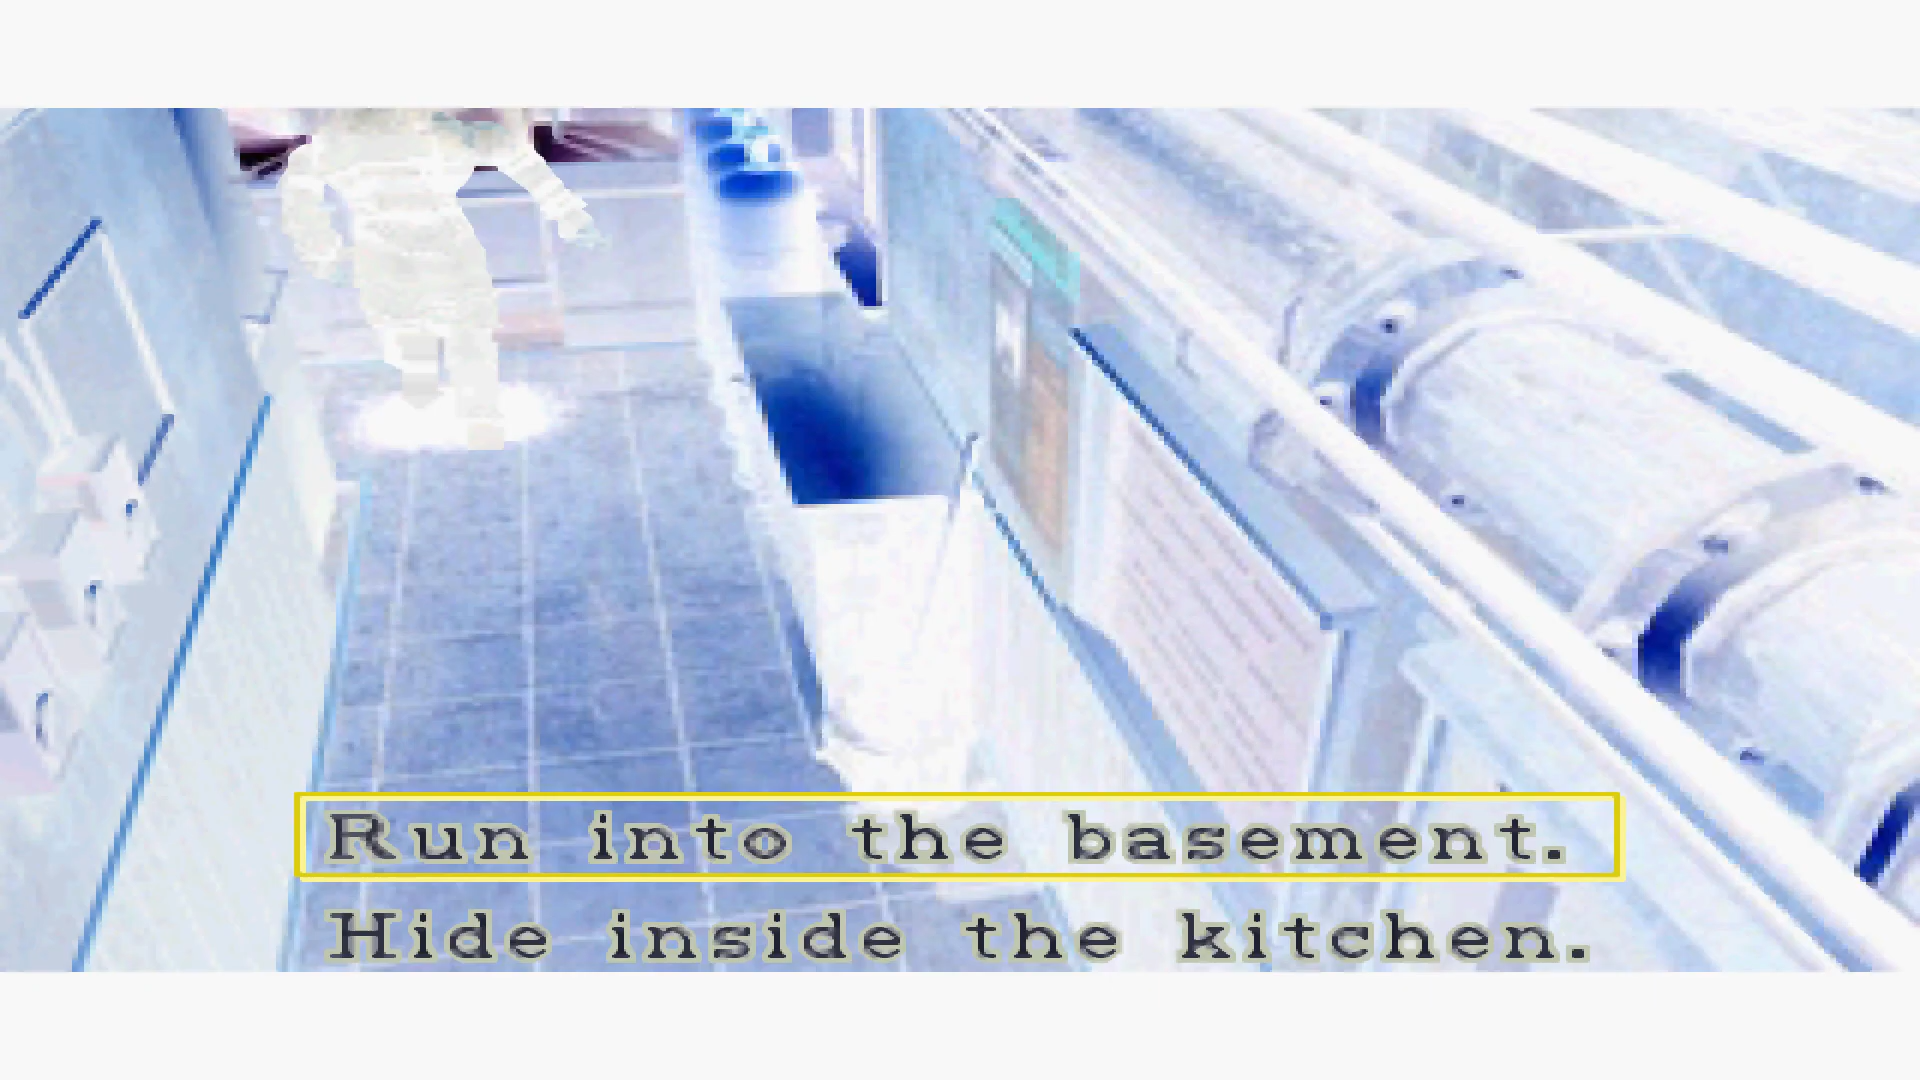 Run into the basement.
Hide inside the kitchen.